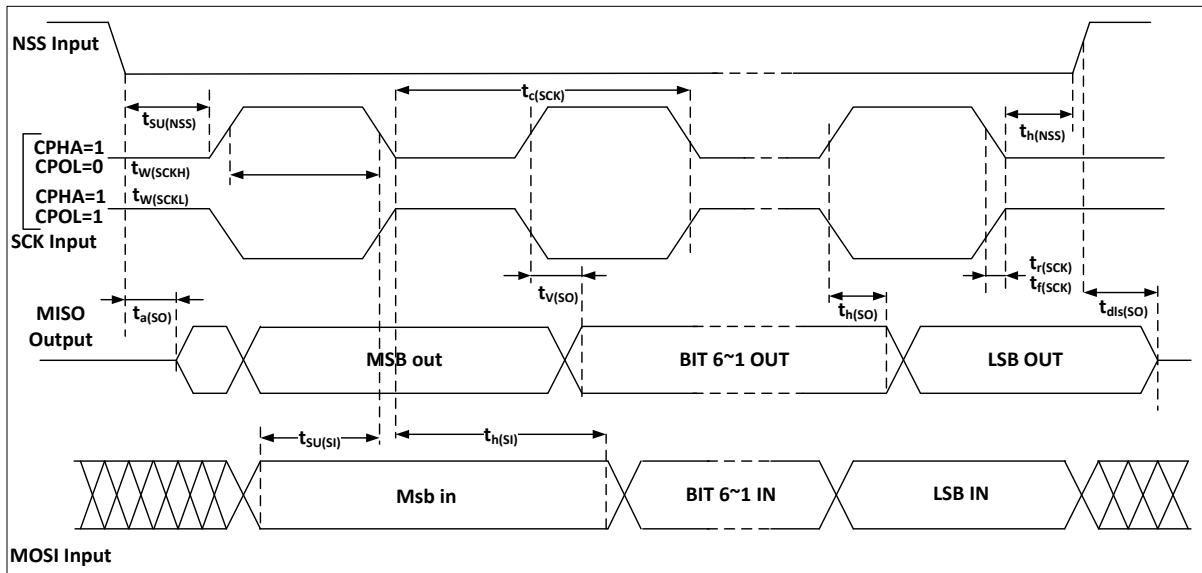 NSS Input
tc(SCK)
tSU(NSS)
th(NSS)
CPHA=1
CPOL=0
tW(SCKH)
CPHA=1
tW(SCKL)
CPOL=1
SCK Input
tr(SCK)
tf(SCK)
tV(SO)
ta(SO)
th(SO)
tdIs(SO)
MISO
Output
MSB out
BIT 6~1 OUT
LSB OUT
tSU(SI)
th(SI)
Msb in
BIT 6~1 IN
LSB IN
MOSI Input